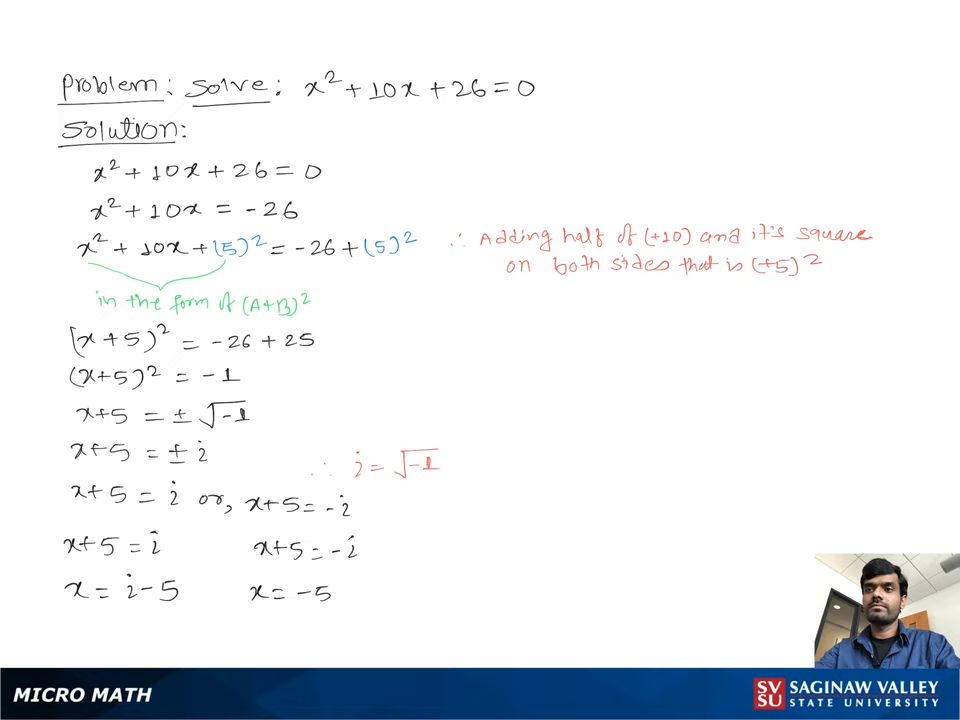 Problem: Solve: x² + 10x + 26 = 0
Solution:
x² + 10x + 26 = 0
x² + 10x = -26
x² + 10x + (5)² = -26 + (5)² ∴ Adding half of (+10) and it's square
on both sides that is (+5)²
in the form of (A+B)²
(x + 5)² = -26 + 25
(x+5)² = -1
x+5 = ± √-1
x+5 = ± i
∴ i = √-1
x+5 = i or, x+5 = -i
x+5 = i x+5 = -i
x = i - 5 x = -5
MICRO MATH
SVSU SAGINAW VALLEY
STATE UNIVERSITY